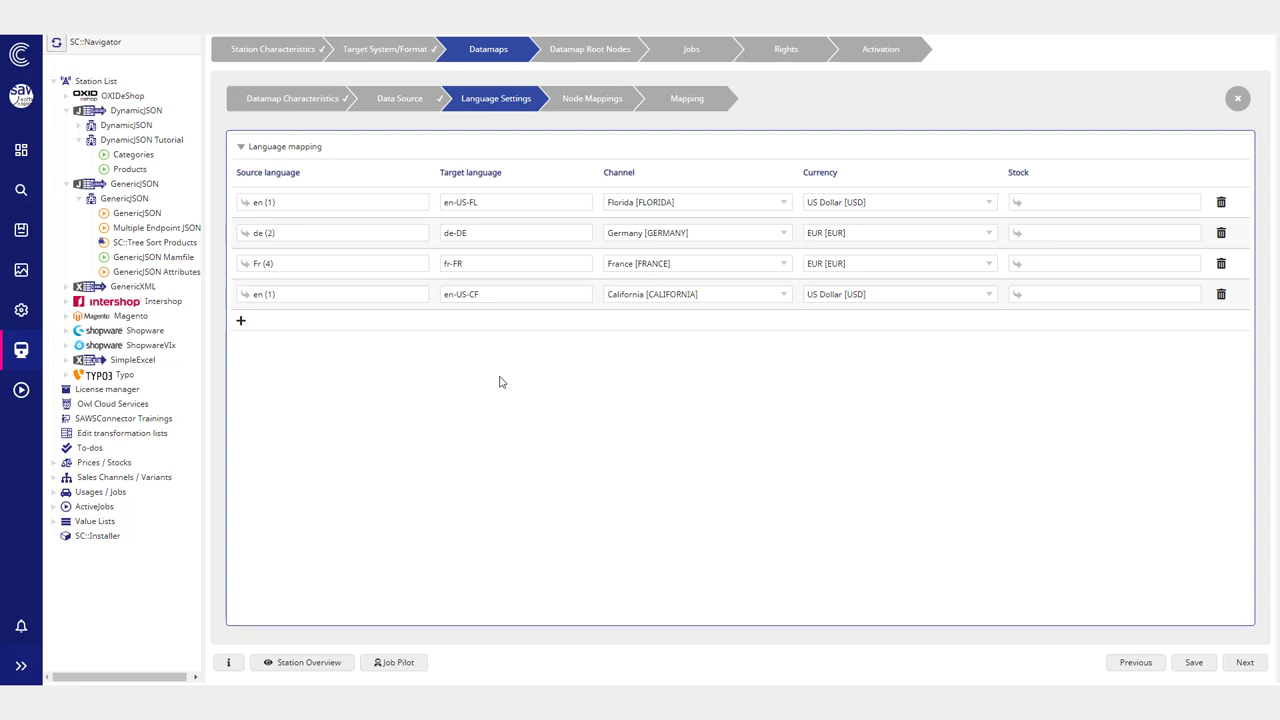 SC::Navigator
Station List
OXID eshop OXIDeShop
DynamicJSON
DynamicJSON
DynamicJSON Tutorial
Categories
Products
GenericJSON
GenericJSON
GenericJSON
Multiple Endpoint JSON
SC::Tree Sort Products
GenericJSON Mamfile
GenericJSON Attributes
GenericXML
intershop Intershop
Magento Magento
shopware Shopware
shopware ShopwareVIx
SimpleExcel
TYPO3 Typo
License manager
Owl Cloud Services
SAWSConnector Trainings
Edit transformation lists
To-dos
Prices / Stocks
Sales Channels / Variants
Usages / Jobs
ActiveJobs
Value Lists
SC::Installer
Station Characteristics ✓ Target System/Format ✓ Datamaps Datamap Root Nodes Jobs Rights Activation
Datamap Characteristics ✓ Data Source ✓ Language Settings Node Mappings Mapping
Language mapping
Source language Target language Channel Currency Stock
en (1) en-US-FL Florida [FLORIDA] US Dollar [USD]
de (2) de-DE Germany [GERMANY] EUR [EUR]
Fr (4) fr-FR France [FRANCE] EUR [EUR]
en (1) en-US-CF California [CALIFORNIA] US Dollar [USD]
Station Overview Job Pilot Previous Save Next